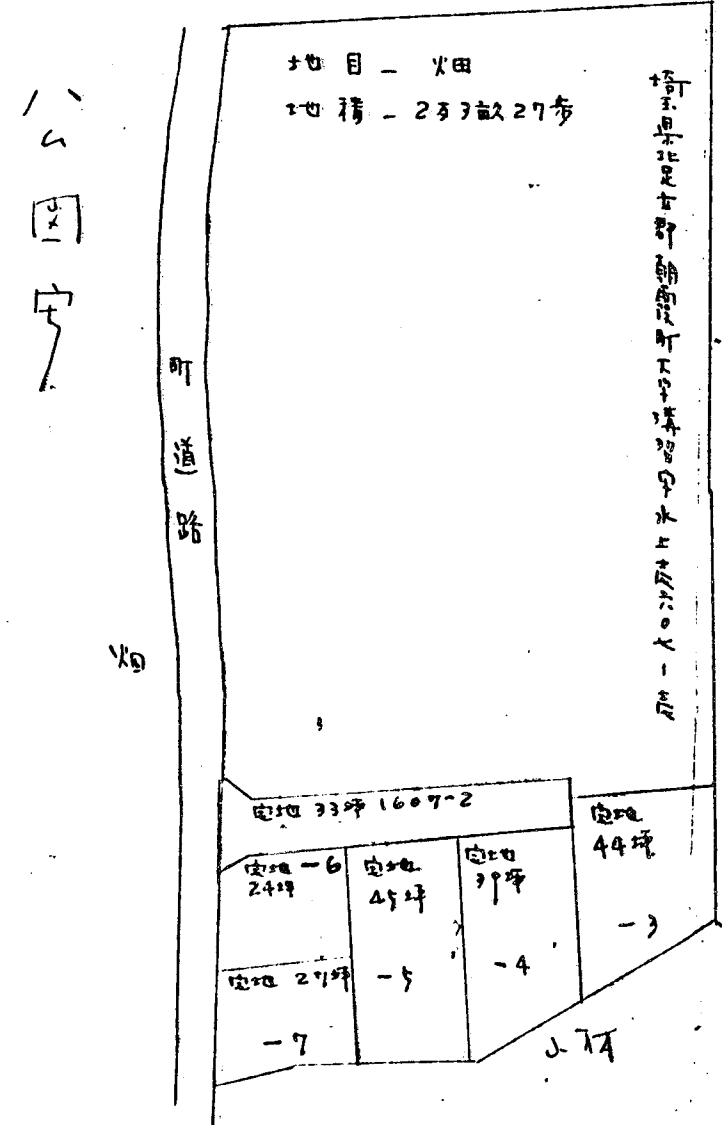 公図写
地目 - 畑
地積 - 2反3畝27歩
埼玉県北足立郡朝霞町大字溝沼字水上壱六〇七-壱
町道路
畑
宅地 33坪 1607-2
宅地
44坪
-3
宅地 -6
24坪
宅地
45坪
-5
宅地
39坪
-4
宅地 27坪
-7
山林